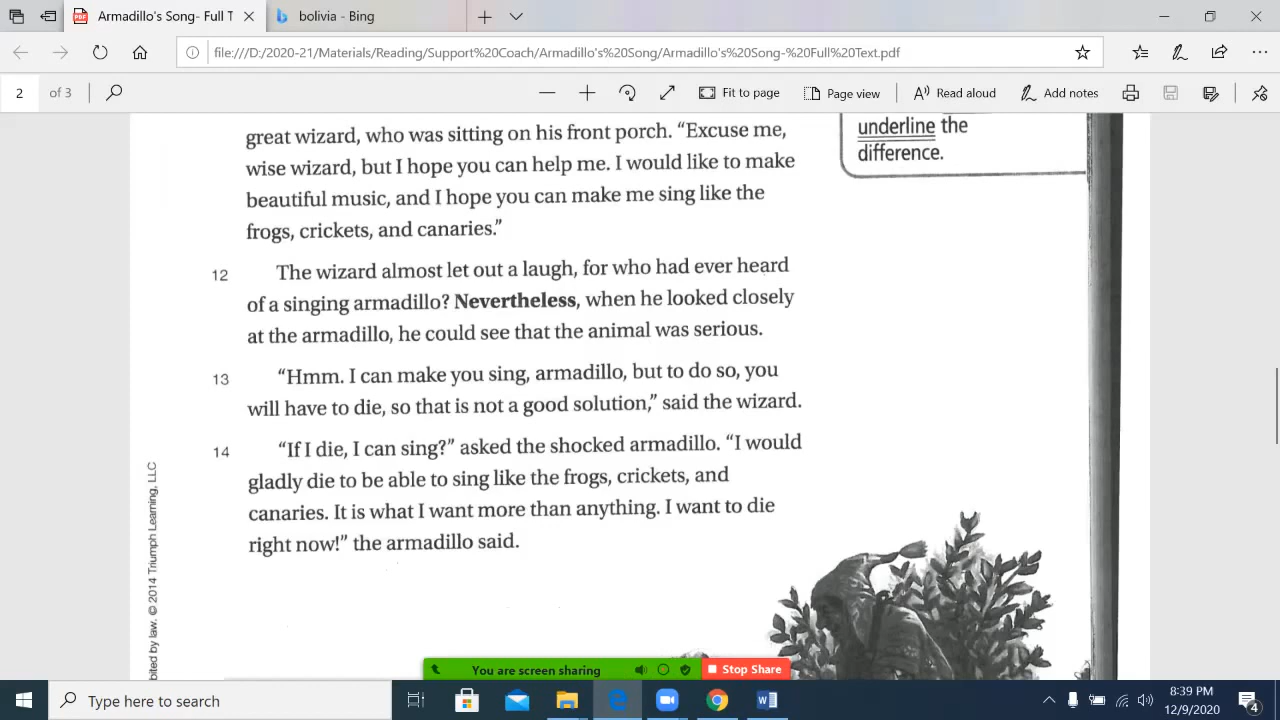 Armadillo's Song- Full T
bolivia - Bing
file:///D:/2020-21/Materials/Reading/Support%20Coach/Armadillo's%20Song/Armadillo's%20Song-%20Full%20Text.pdf
2 of 3
Fit to page
Page view
Read aloud
Add notes
great wizard, who was sitting on his front porch. “Excuse me,
wise wizard, but I hope you can help me. I would like to make
beautiful music, and I hope you can make me sing like the
frogs, crickets, and canaries.”
underline the
difference.
12 The wizard almost let out a laugh, for who had ever heard
of a singing armadillo? Nevertheless, when he looked closely
at the armadillo, he could see that the animal was serious.
13 “Hmm. I can make you sing, armadillo, but to do so, you
will have to die, so that is not a good solution,” said the wizard.
14 “If I die, I can sing?” asked the shocked armadillo. “I would
gladly die to be able to sing like the frogs, crickets, and
canaries. It is what I want more than anything. I want to die
right now!” the armadillo said.
by law. © 2014 Triumph Learning, LLC
You are screen sharing
Stop Share
Type here to search
8:39 PM
12/9/2020
4